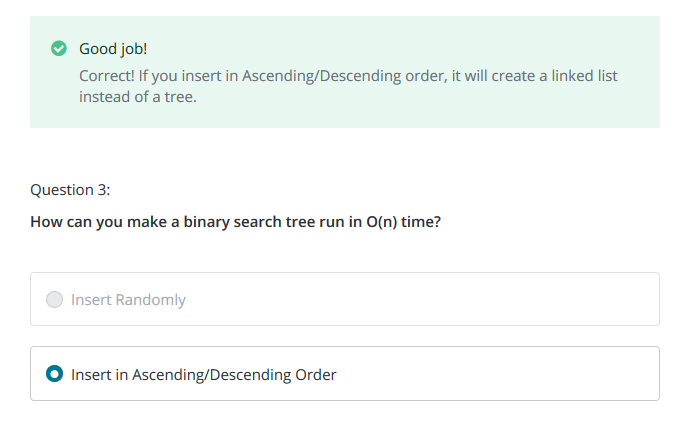 Good job!
Correct! If you insert in Ascending/Descending order, it will create a linked list
instead of a tree.
Question 3:
How can you make a binary search tree run in O(n) time?
Insert Randomly
Insert in Ascending/Descending Order